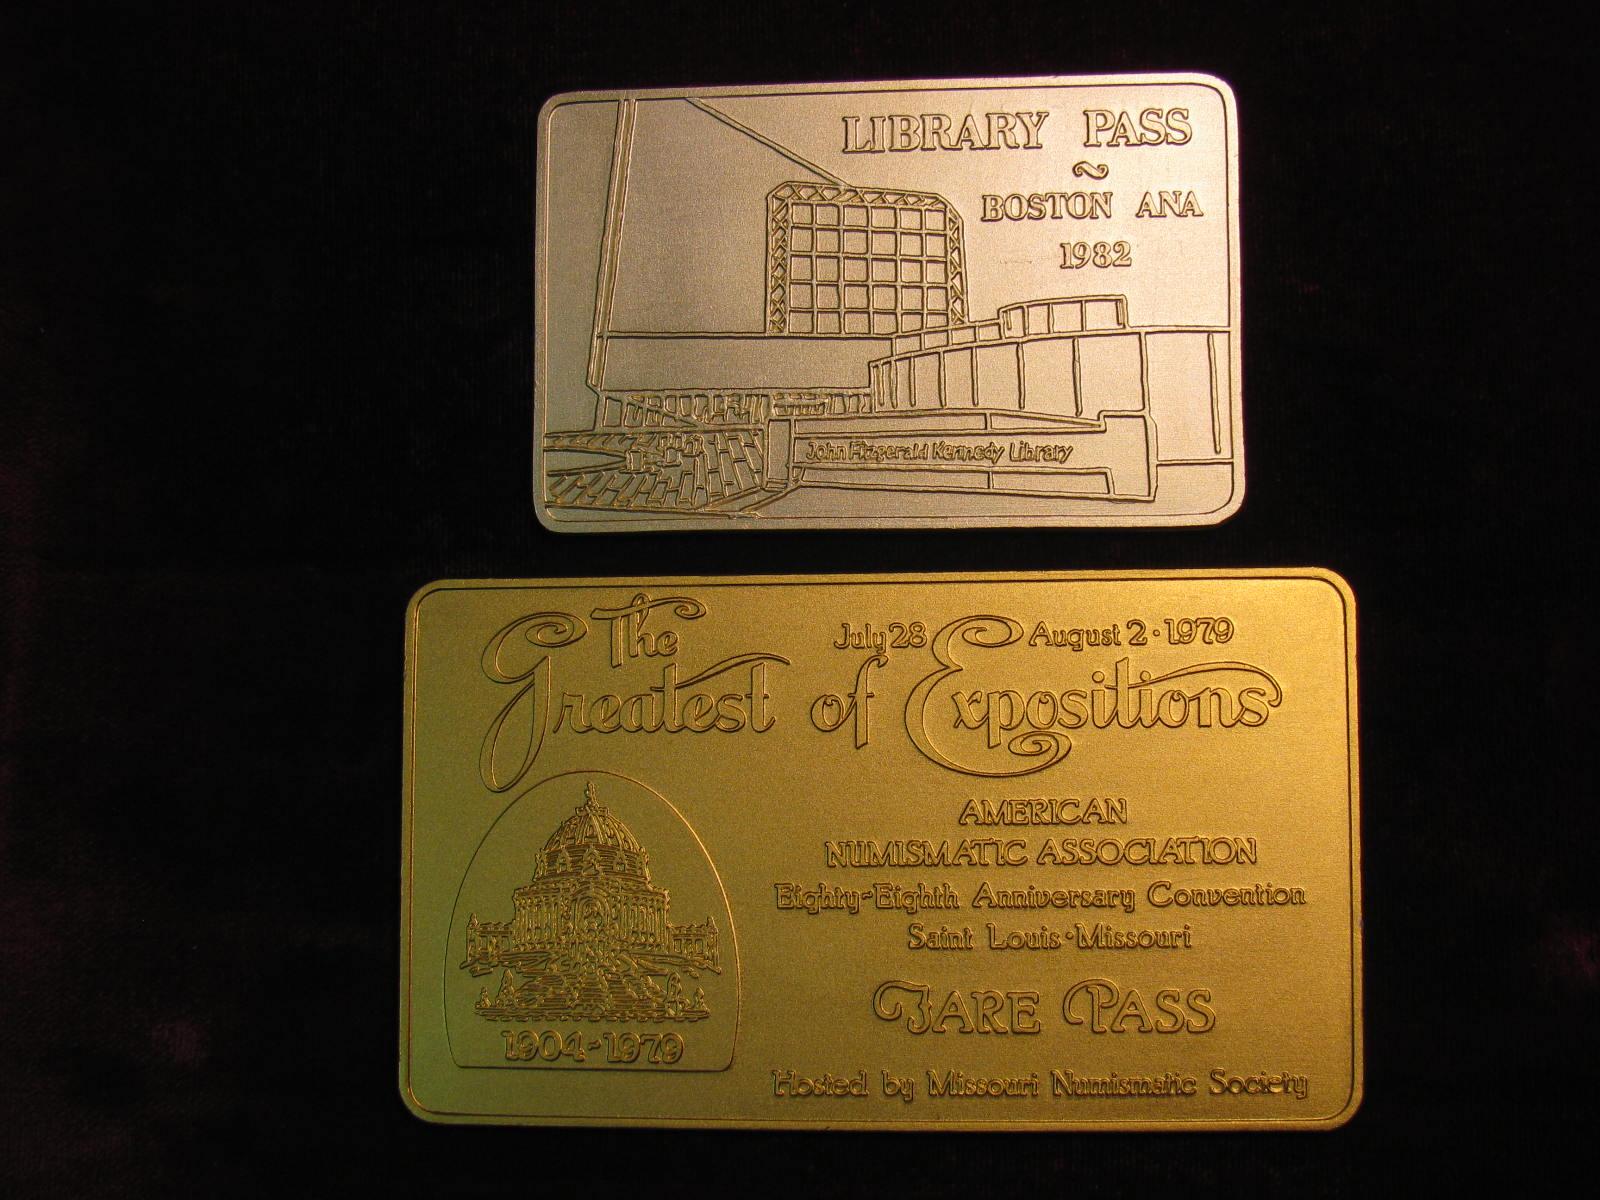 LIBRARY PASS
~
BOSTON ANA
1982
John Fitzgerald Kennedy Library
The
July 28 August 2 · 1979
Greatest of Expositions
AMERICAN
NUMISMATIC ASSOCIATION
Eighty-Eighth Anniversary Convention
Saint Louis · Missouri
FARE PASS
1904-1979
Hosted by Missouri Numismatic Society